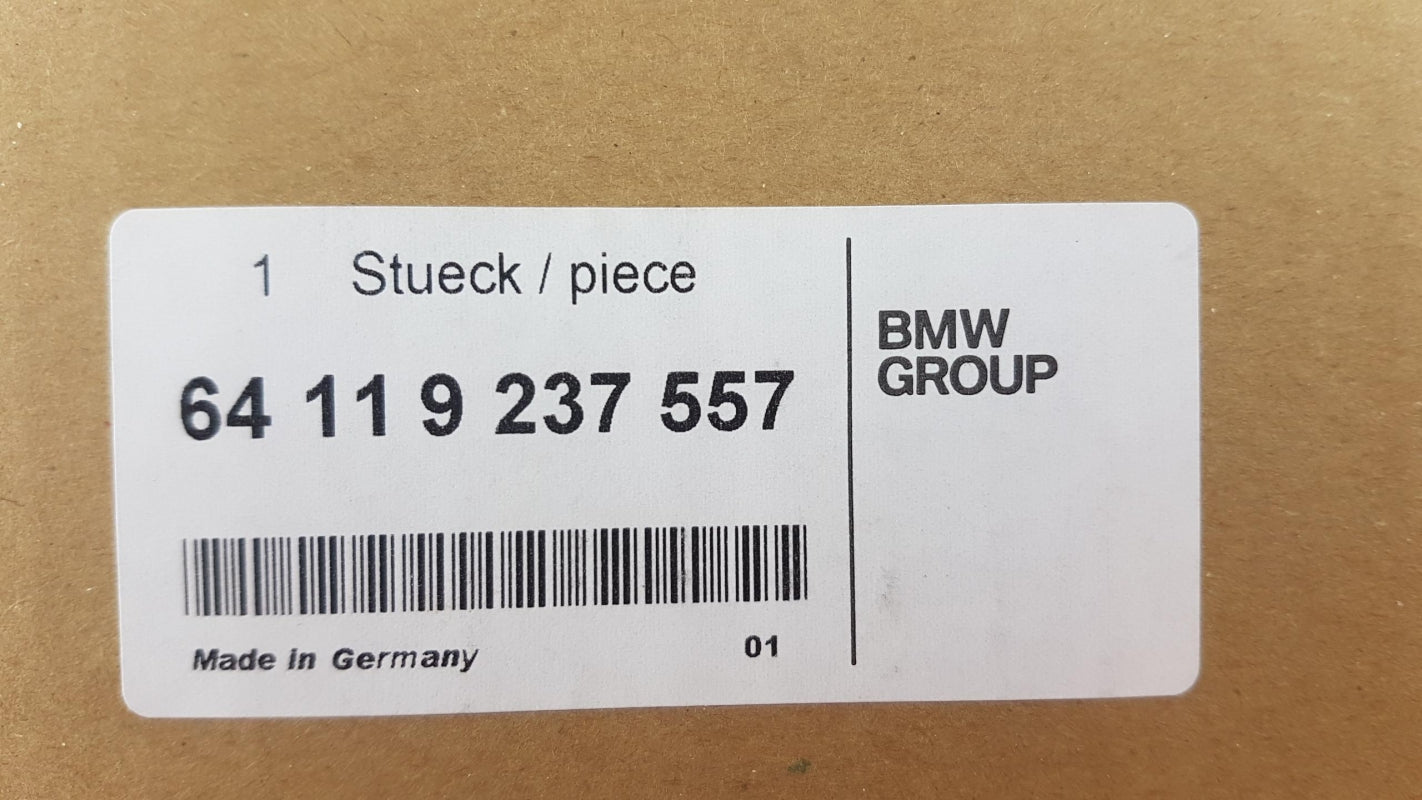 1 Stueck / piece
64 11 9 237 557
Made in Germany 01
BMW
GROUP